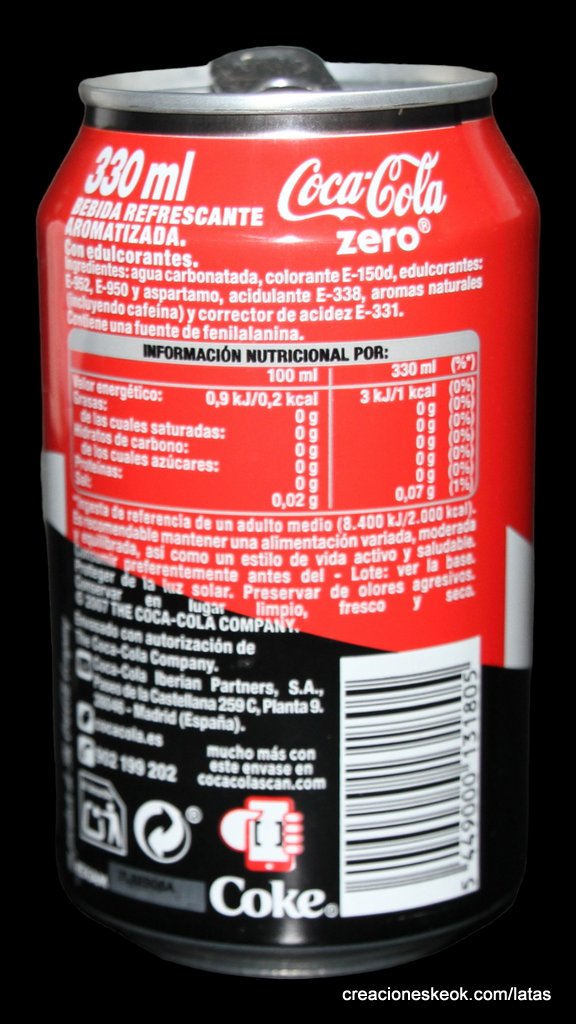 330 ml
BEBIDA REFRESCANTE
AROMATIZADA.
Con edulcorantes.
Coca-Cola
zero®
Ingredientes: agua carbonatada, colorante E-150d, edulcorantes:
E-952, E-950 y aspartamo, acidulante E-338, aromas naturales
(incluyendo cafeína) y corrector de acidez E-331.
Contiene una fuente de fenilalanina.
INFORMACIÓN NUTRICIONAL POR:
100 ml 330 ml (%*)
Valor energético: 0,9 kJ/0,2 kcal 3 kJ/1 kcal (0%)
Grasas: 0 g 0 g (0%)
de las cuales saturadas: 0 g 0 g (0%)
Hidratos de carbono: 0 g 0 g (0%)
de los cuales azúcares: 0 g 0 g (0%)
Proteínas: 0 g 0 g (0%)
Sal: 0,02 g 0,07 g (1%)
*Ingesta de referencia de un adulto medio (8.400 kJ/2.000 kcal).
Es recomendable mantener una alimentación variada, moderada
y equilibrada, así como un estilo de vida activo y saludable.
Consumir preferentemente antes del - Lote: ver la base.
Proteger de la luz solar. Preservar de olores agresivos.
Conservar en lugar limpio, fresco y seco.
© 2007 THE COCA-COLA COMPANY.
Envasado con autorización de
The Coca-Cola Company.
Coca-Cola Iberian Partners, S.A.,
Paseo de la Castellana 259 C, Planta 9.
28046 - Madrid (España).
cocacola.es
902 199 202
mucho más con
este envase en
cocacolascan.com
5 449000 131805
Coke®
creacioneskeok.com/latas